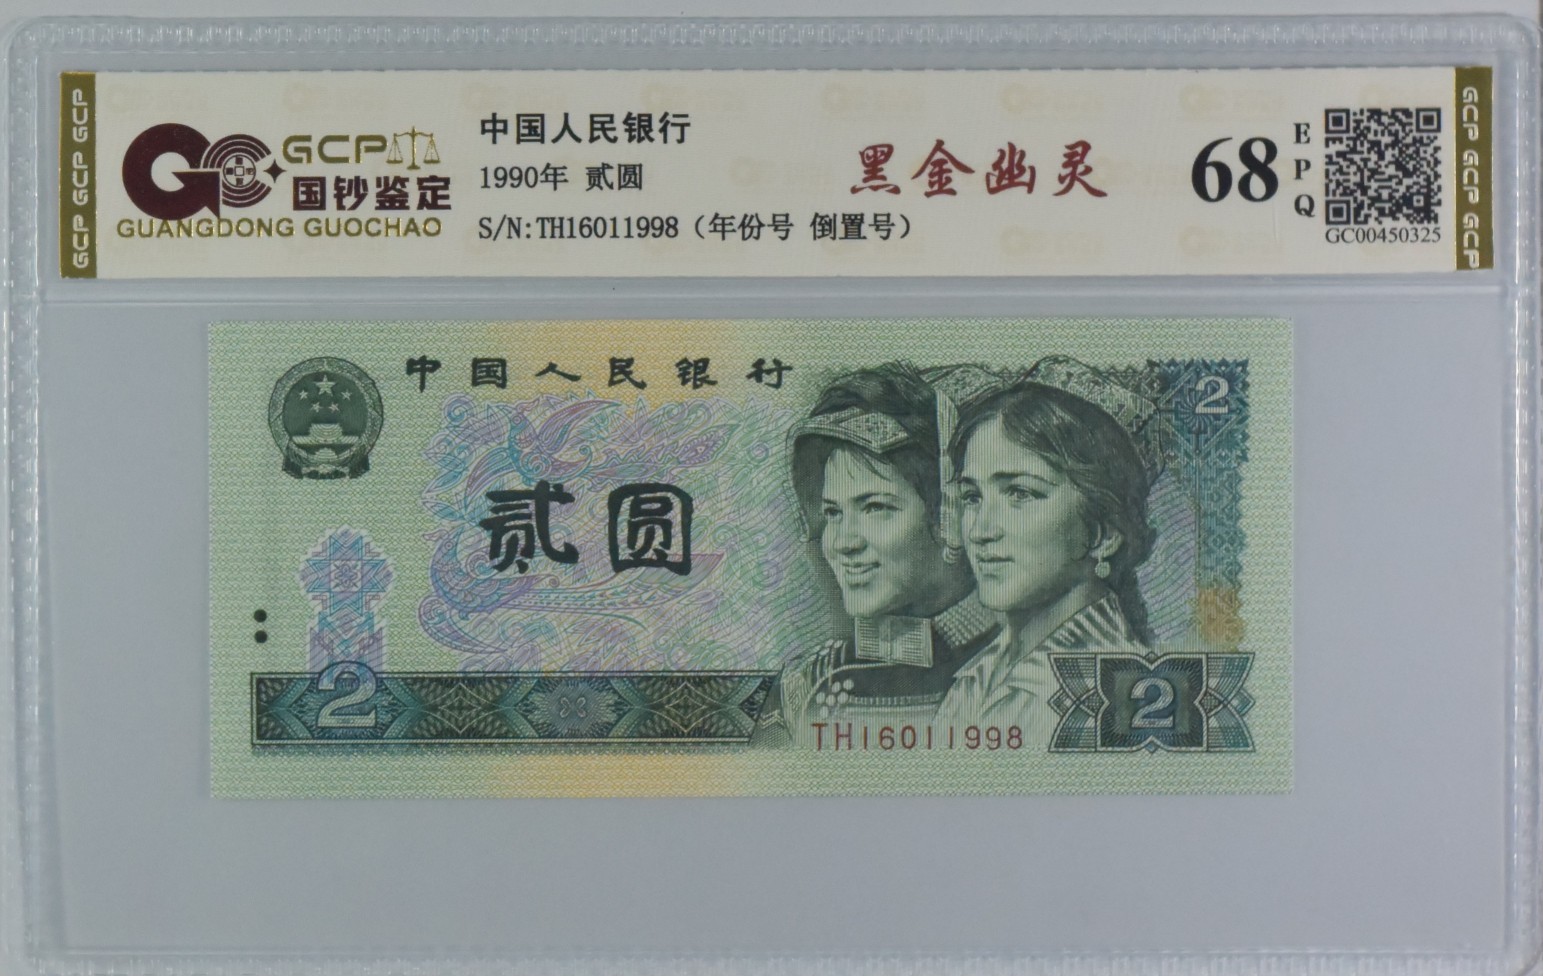 GCP GCP GCP
GCP
国钞鉴定
GUANGDONG GUOCHAO
中国人民银行
1990年 贰圆
S/N:TH16011998（年份号 倒置号）
黑金幽灵
68
E
P
Q
GC00450325
GCP GCP GCP
中国人民银行
2
贰圆
2
2
TH16011998